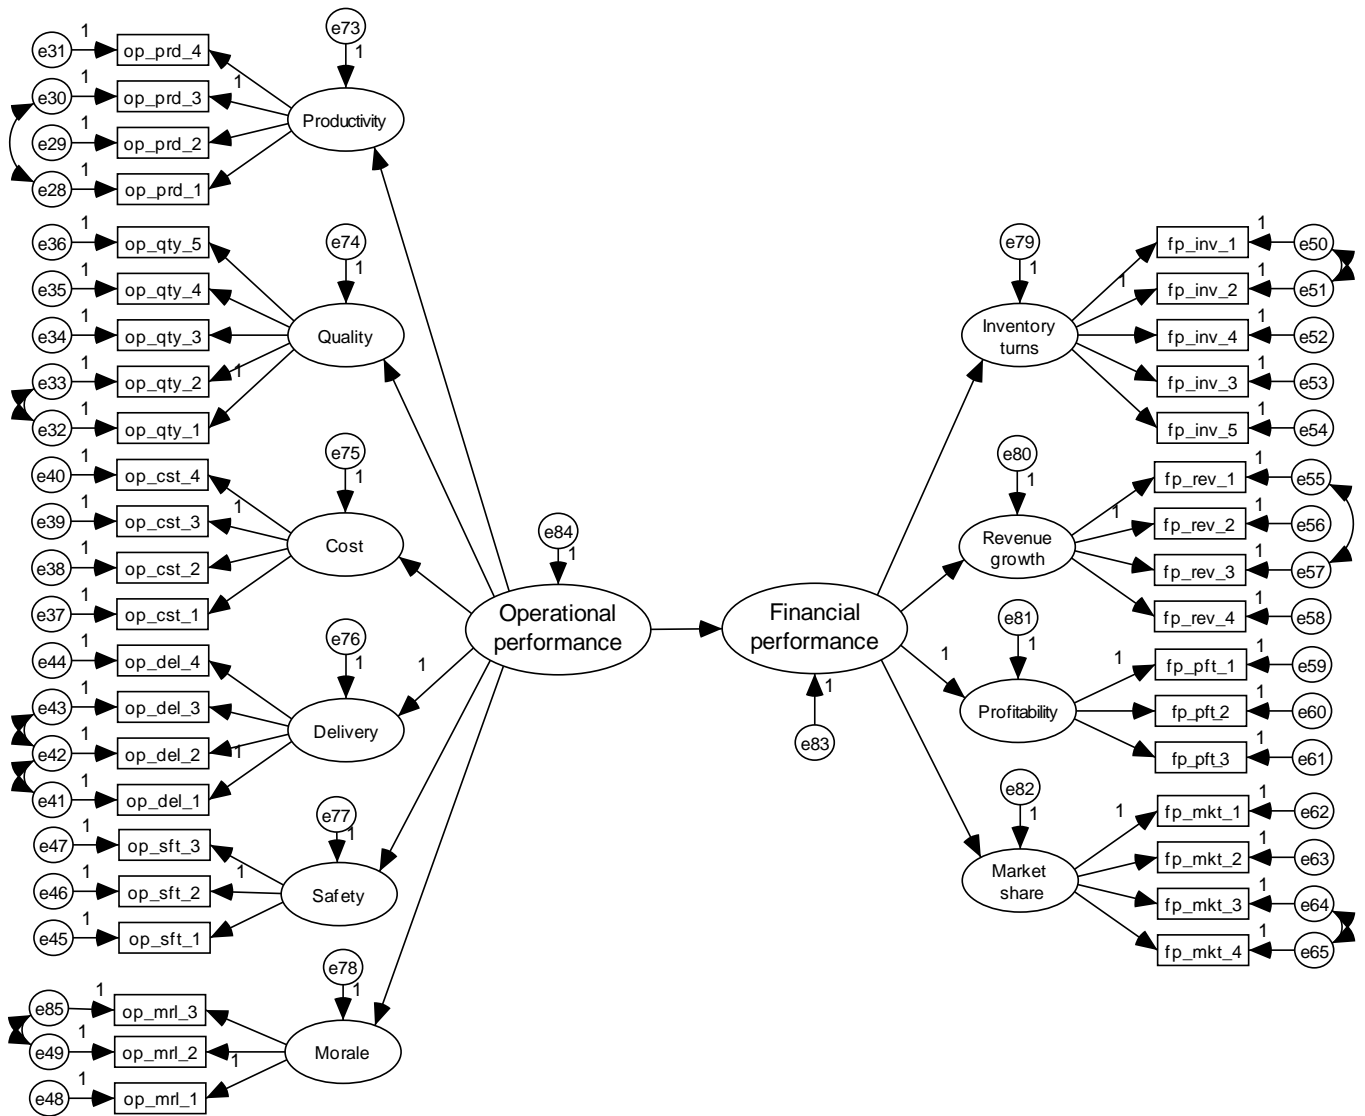 e73
1
e31
1
op_prd_4
1
e30
1
op_prd_3
1
Productivity
e29
1
op_prd_2
e28
1
op_prd_1
e36
1
op_qty_5
e74
1
e35
1
op_qty_4
e34
1
op_qty_3
Quality
e33
1
op_qty_2
1
e32
1
op_qty_1
e40
1
op_cst_4
e75
1
e39
1
op_cst_3
1
Cost
e38
1
op_cst_2
e37
1
op_cst_1
e84
1
Operational
performance
e44
1
op_del_4
e76
1
1
e43
1
op_del_3
Delivery
e42
1
op_del_2
1
e41
1
op_del_1
e47
1
op_sft_3
e77
1
e46
1
op_sft_2
1
Safety
e45
1
op_sft_1
e78
1
e85
1
op_mrl_3
e49
1
op_mrl_2
1
Morale
e48
1
op_mrl_1
Financial
performance
1
e83
e79
1
fp_inv_1
1
e50
1
fp_inv_2
1
e51
Inventory
turns
fp_inv_4
1
e52
fp_inv_3
1
e53
fp_inv_5
1
e54
e80
1
fp_rev_1
1
e55
1
fp_rev_2
1
e56
Revenue
growth
fp_rev_3
1
e57
fp_rev_4
1
e58
e81
1
1
1
fp_pft_1
1
e59
Profitability
fp_pft_2
1
e60
fp_pft_3
1
e61
e82
1
1
fp_mkt_1
1
e62
fp_mkt_2
1
e63
Market
share
fp_mkt_3
1
e64
fp_mkt_4
1
e65